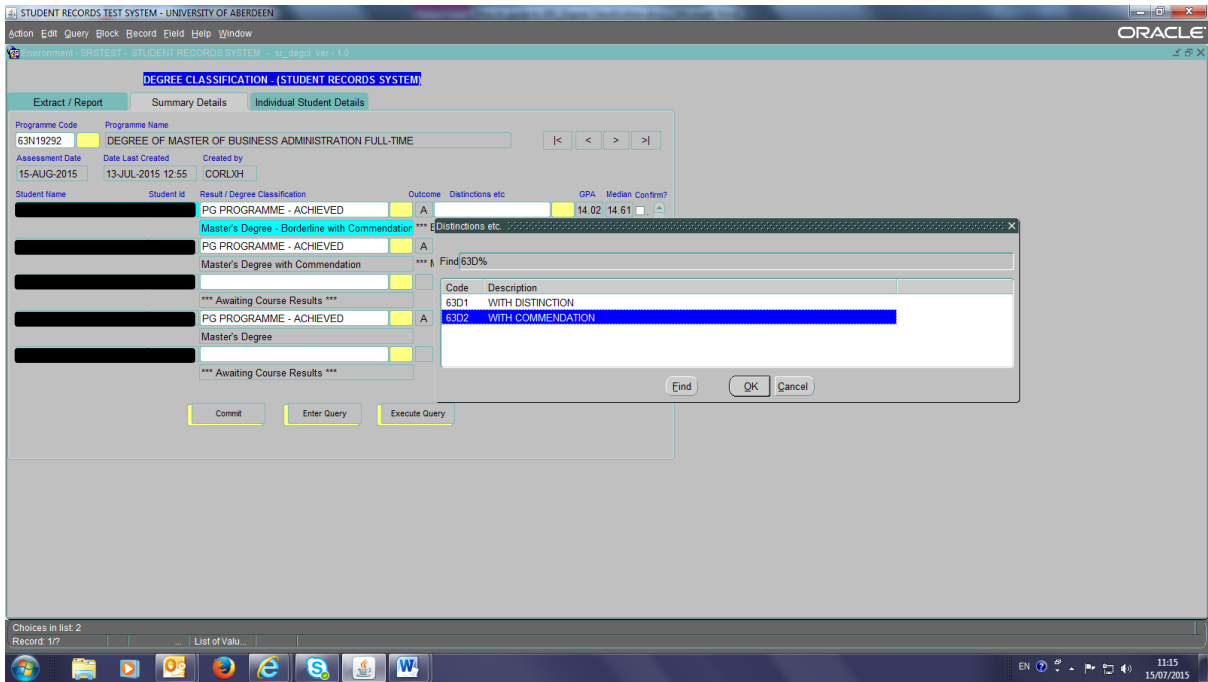 STUDENT RECORDS TEST SYSTEM - UNIVERSITY OF ABERDEEN
Action Edit Query Block Record Field Help Window
ORACLE
Environment - SRSTEST - STUDENT RECORDS SYSTEM - sr_degcl Ver - 1.0
DEGREE CLASSIFICATION - (STUDENT RECORDS SYSTEM)
Extract / Report Summary Details Individual Student Details
Programme Code Programme Name
63N19292 DEGREE OF MASTER OF BUSINESS ADMINISTRATION FULL-TIME |< < > >|
Assessment Date Date Last Created Created by
15-AUG-2015 13-JUL-2015 12:55 CORLXH
Student Name Student Id Result / Degree Classification Outcome Distinctions etc GPA Median Confirm?
PG PROGRAMME - ACHIEVED A 14.02 14.61
Master's Degree - Borderline with Commendation ***
PG PROGRAMME - ACHIEVED A
Master's Degree with Commendation ***
*** Awaiting Course Results ***
PG PROGRAMME - ACHIEVED A
Master's Degree
*** Awaiting Course Results ***
Commit Enter Query Execute Query
Distinctions etc. X
Find 63D%
Code Description
63D1 WITH DISTINCTION
63D2 WITH COMMENDATION
Find OK Cancel
Choices in list: 2
Record: 1/? ... List of Valu...
EN 11:15
15/07/2015